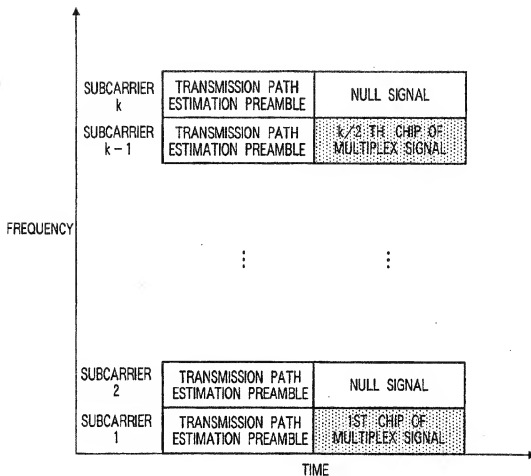 SUBCARRIER k
TRANSMISSION PATH ESTIMATION PREAMBLE
NULL SIGNAL
SUBCARRIER k-1
TRANSMISSION PATH ESTIMATION PREAMBLE
k/2 TH CHIP OF MULTIPLEX SIGNAL
FREQUENCY
SUBCARRIER 2
TRANSMISSION PATH ESTIMATION PREAMBLE
NULL SIGNAL
SUBCARRIER 1
TRANSMISSION PATH ESTIMATION PREAMBLE
1ST CHIP OF MULTIPLEX SIGNAL
TIME